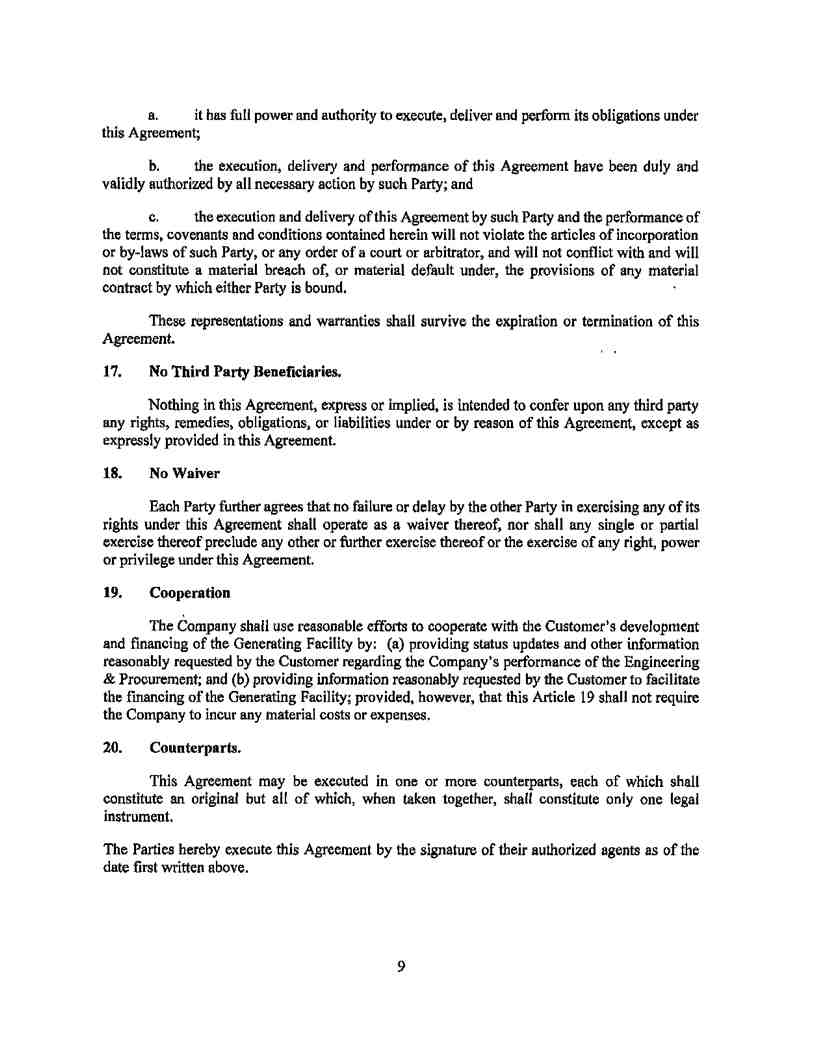 a. it has full power and authority to execute, deliver and perform its obligations under
this Agreement;
b. the execution, delivery and performance of this Agreement have been duly and
validly authorized by all necessary action by such Party; and
c. the execution and delivery of this Agreement by such Party and the performance of
the terms, covenants and conditions contained herein will not violate the articles of incorporation
or by-laws of such Party, or any order of a court or arbitrator, and will not conflict with and will
not constitute a material breach of, or material default under, the provisions of any material
contract by which either Party is bound.
These representations and warranties shall survive the expiration or termination of this
Agreement.
17. No Third Party Beneficiaries.
Nothing in this Agreement, express or implied, is intended to confer upon any third party
any rights, remedies, obligations, or liabilities under or by reason of this Agreement, except as
expressly provided in this Agreement.
18. No Waiver
Each Party further agrees that no failure or delay by the other Party in exercising any of its
rights under this Agreement shall operate as a waiver thereof, nor shall any single or partial
exercise thereof preclude any other or further exercise thereof or the exercise of any right, power
or privilege under this Agreement.
19. Cooperation
The Company shall use reasonable efforts to cooperate with the Customer's development
and financing of the Generating Facility by: (a) providing status updates and other information
reasonably requested by the Customer regarding the Company's performance of the Engineering
& Procurement; and (b) providing information reasonably requested by the Customer to facilitate
the financing of the Generating Facility; provided, however, that this Article 19 shall not require
the Company to incur any material costs or expenses.
20. Counterparts.
This Agreement may be executed in one or more counterparts, each of which shall
constitute an original but all of which, when taken together, shall constitute only one legal
instrument.
The Parties hereby execute this Agreement by the signature of their authorized agents as of the
date first written above.
9